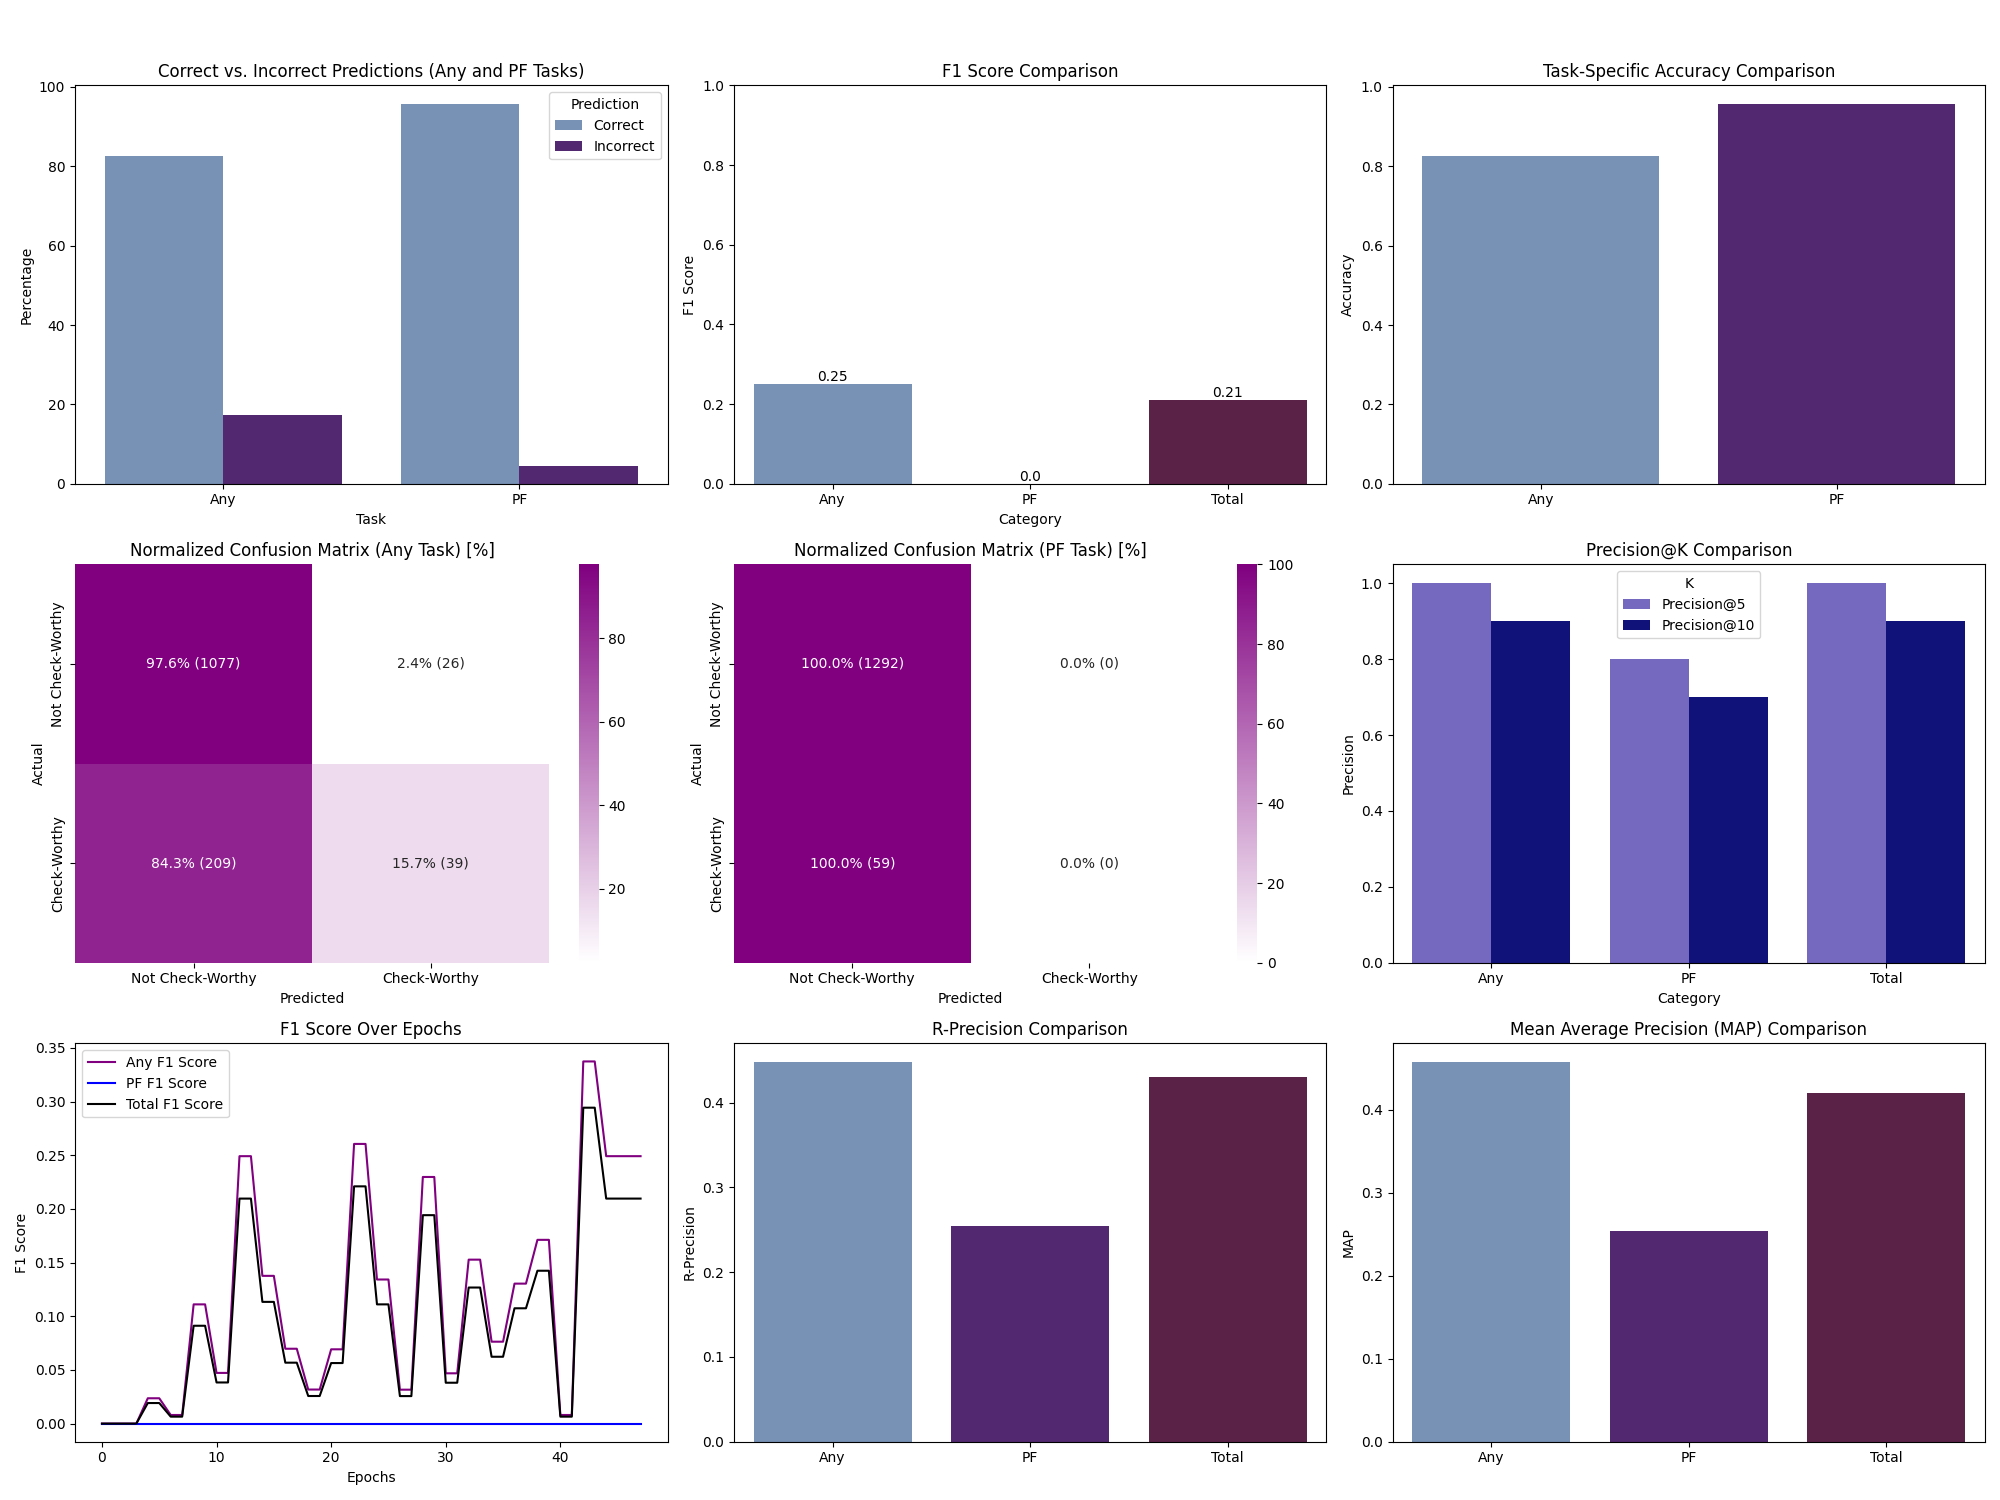 Correct vs. Incorrect Predictions (Any and PF Tasks)
Percentage
100
80
60
40
20
0
Prediction
Correct
Incorrect
Any
PF
Task
F1 Score Comparison
F1 Score
1.0
0.8
0.6
0.4
0.2
0.0
0.25
0.0
0.21
Any
PF
Total
Category
Task-Specific Accuracy Comparison
Accuracy
1.0
0.8
0.6
0.4
0.2
0.0
Any
PF
Normalized Confusion Matrix (Any Task) [%]
Actual
Not Check-Worthy
Check-Worthy
97.6% (1077)
2.4% (26)
84.3% (209)
15.7% (39)
80
60
40
20
Not Check-Worthy
Check-Worthy
Predicted
Normalized Confusion Matrix (PF Task) [%]
Actual
Not Check-Worthy
Check-Worthy
100.0% (1292)
0.0% (0)
100.0% (59)
0.0% (0)
100
80
60
40
20
0
Not Check-Worthy
Check-Worthy
Predicted
Precision@K Comparison
Precision
1.0
0.8
0.6
0.4
0.2
0.0
K
Precision@5
Precision@10
Any
PF
Total
Category
F1 Score Over Epochs
F1 Score
0.35
0.30
0.25
0.20
0.15
0.10
0.05
0.00
Any F1 Score
PF F1 Score
Total F1 Score
0
10
20
30
40
Epochs
R-Precision Comparison
R-Precision
0.4
0.3
0.2
0.1
0.0
Any
PF
Total
Mean Average Precision (MAP) Comparison
MAP
0.4
0.3
0.2
0.1
0.0
Any
PF
Total